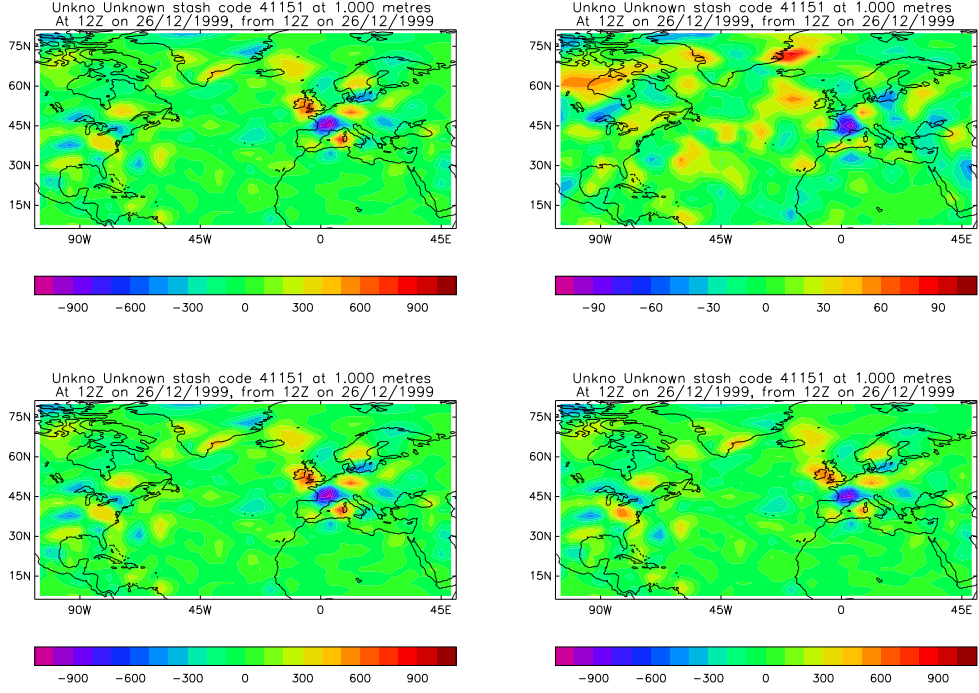 Unkno Unknown stash code 41151 at 1.000 metres
At 12Z on 26/12/1999, from 12Z on 26/12/1999
75N
60N
45N
30N
15N
90W 45W 0 45E
−900 −600 −300 0 300 600 900
Unkno Unknown stash code 41151 at 1.000 metres
At 12Z on 26/12/1999, from 12Z on 26/12/1999
75N
60N
45N
30N
15N
90W 45W 0 45E
−90 −60 −30 0 30 60 90
Unkno Unknown stash code 41151 at 1.000 metres
At 12Z on 26/12/1999, from 12Z on 26/12/1999
75N
60N
45N
30N
15N
90W 45W 0 45E
−900 −600 −300 0 300 600 900
Unkno Unknown stash code 41151 at 1.000 metres
At 12Z on 26/12/1999, from 12Z on 26/12/1999
75N
60N
45N
30N
15N
90W 45W 0 45E
−900 −600 −300 0 300 600 900